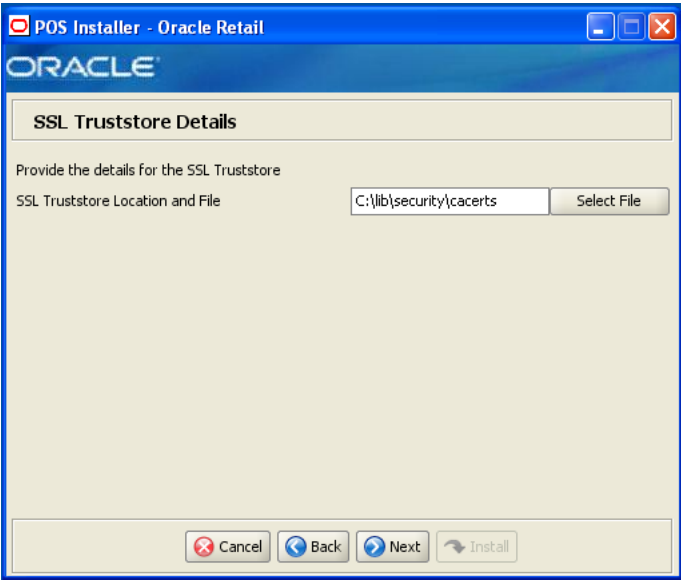 POS Installer - Oracle Retail
ORACLE
SSL Truststore Details
Provide the details for the SSL Truststore
SSL Truststore Location and File C:\lib\security\cacerts Select File
Cancel Back Next Install